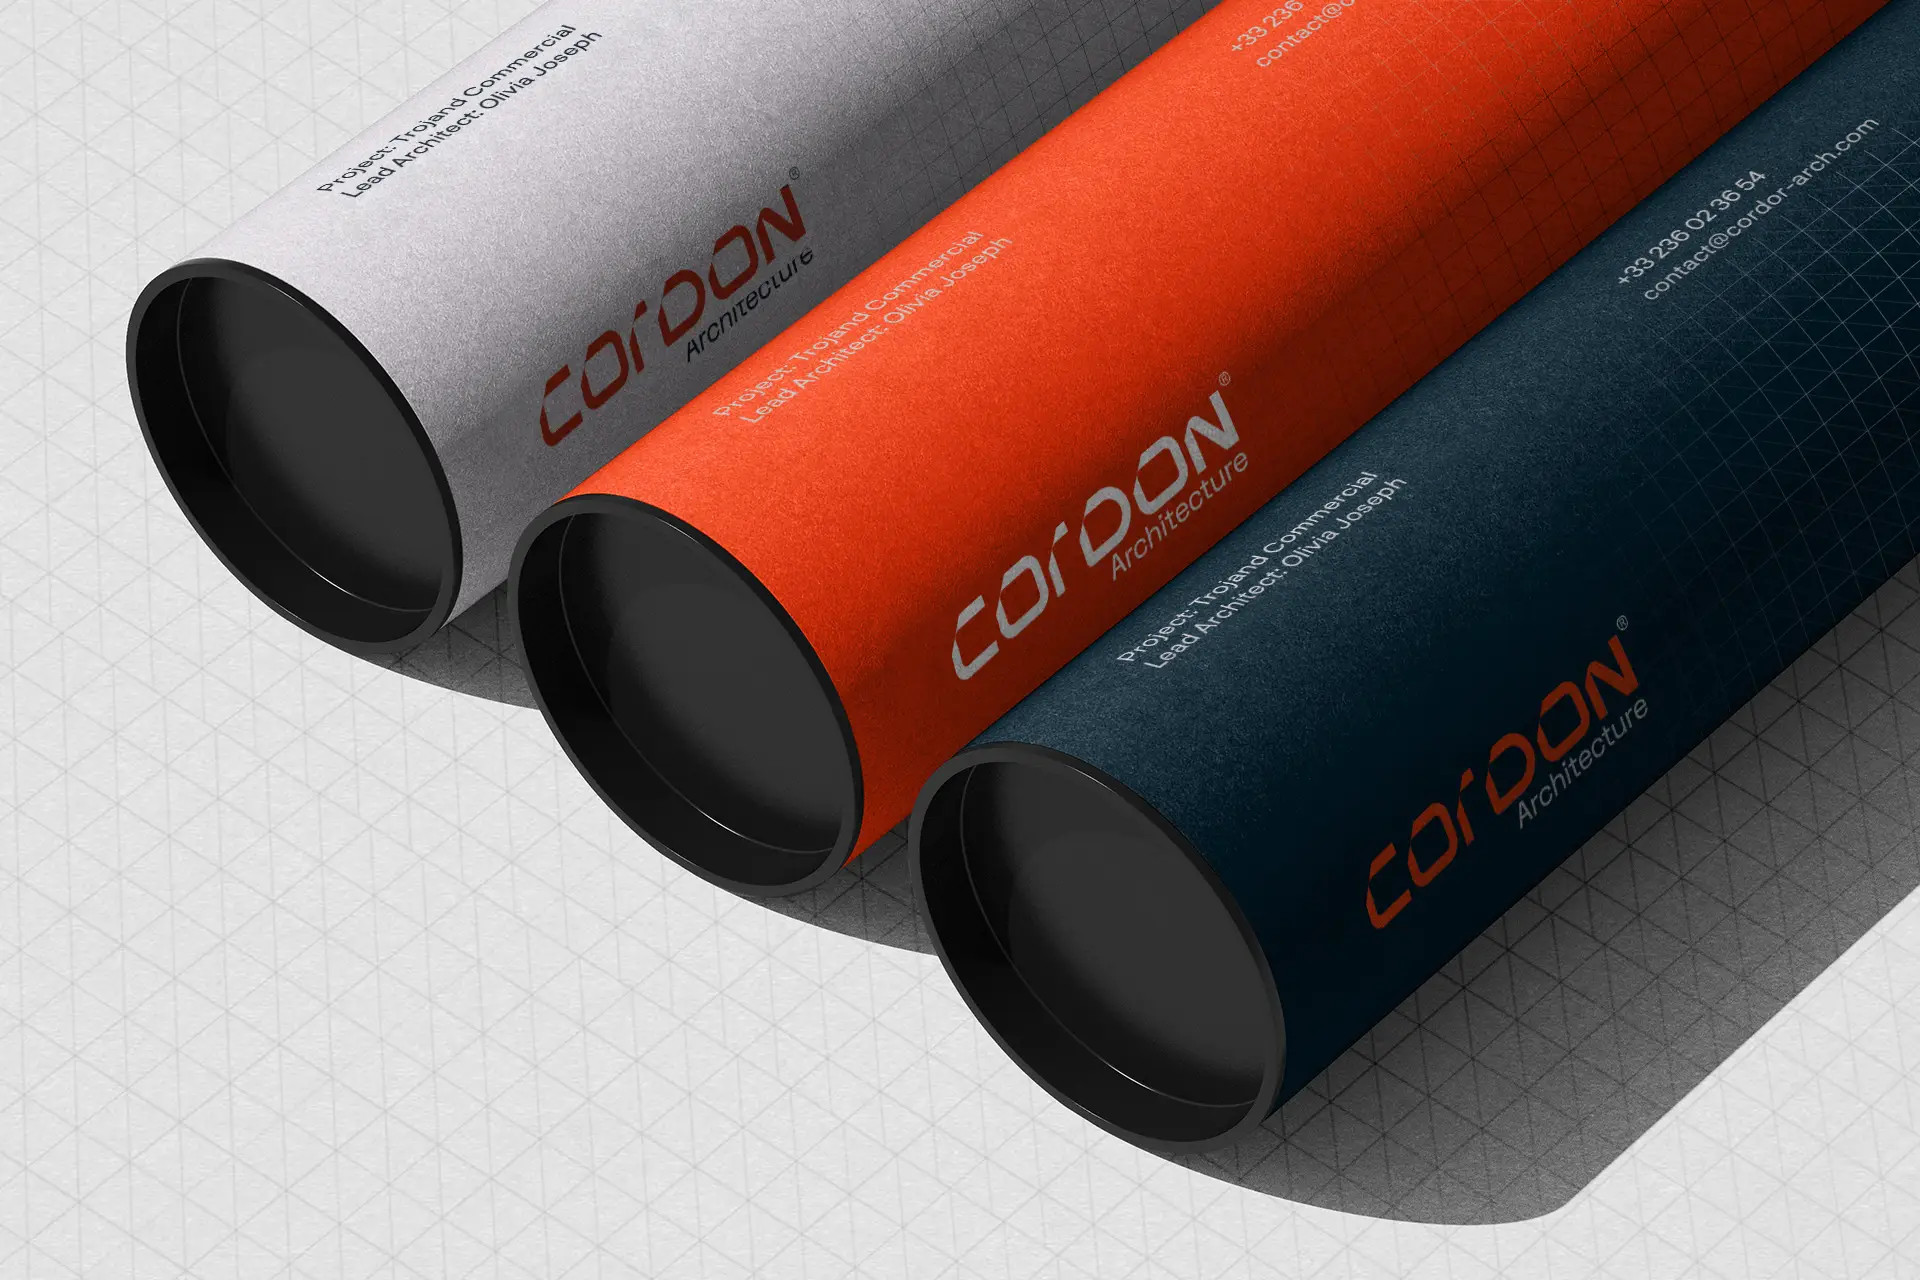 Project: Trojand Commercial
Lead Architect: Olivia Joseph
COrDON®
Architecture
+33 236
contact@c
Project: Trojand Commercial
Lead Architect: Olivia Joseph
COrDON®
Architecture
+33 236 02 36 54
contact@cordor-arch.com
Project: Trojand Commercial
Lead Architect: Olivia Joseph
COrDON®
Architecture